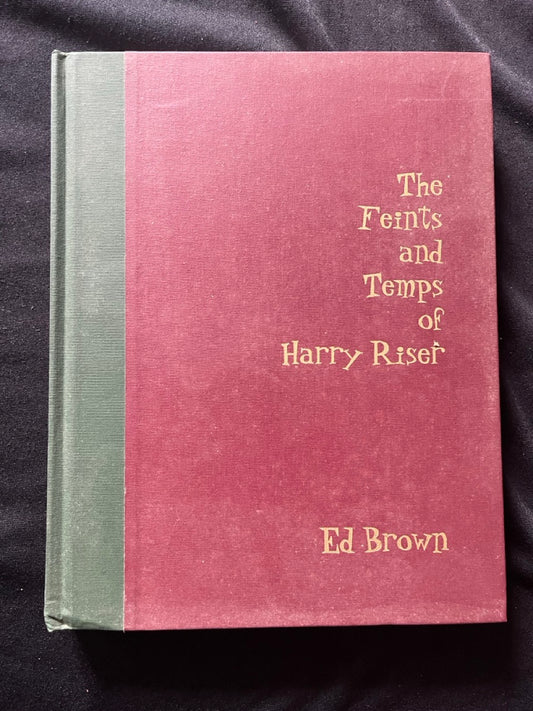 The
Feints
and
Temps
of
Harry Riser
Ed Brown